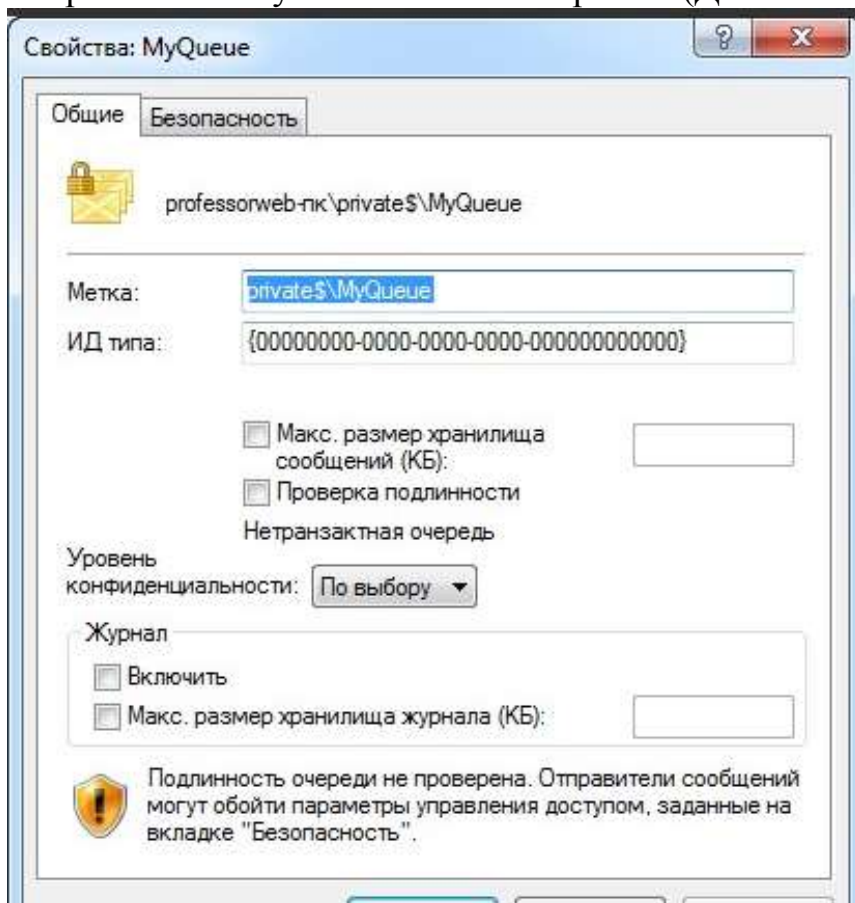 Свойства: MyQueue
Общие
Безопасность
professorweb-пк\private$\MyQueue
Метка:
private$\MyQueue
ИД типа:
{00000000-0000-0000-0000-000000000000}
Макс. размер хранилища
сообщений (КБ):
Проверка подлинности
Нетранзактная очередь
Уровень
конфиденциальности:
По выбору
Журнал
Включить
Макс. размер хранилища журнала (КБ):
Подлинность очереди не проверена. Отправители сообщений
могут обойти параметры управления доступом, заданные на
вкладке "Безопасность".